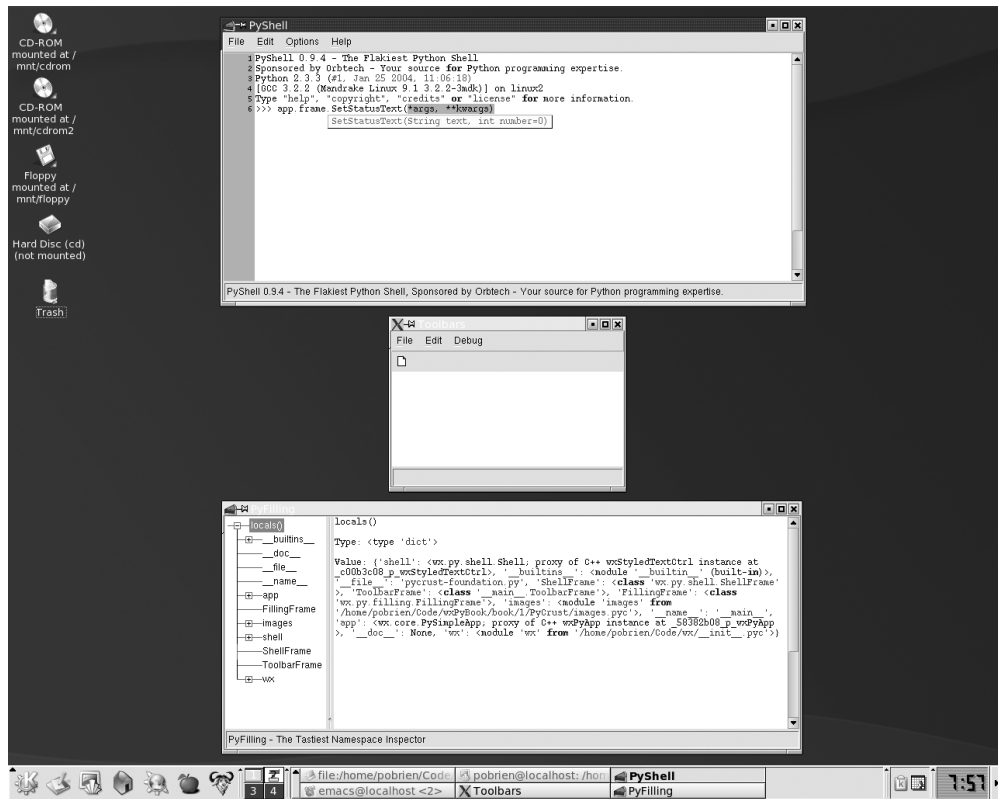 CD-ROM
mounted at /
mnt/cdrom
CD-ROM
mounted at /
mnt/cdrom2
Floppy
mounted at /
mnt/floppy
Hard Disc (cd)
(not mounted)
Trash
PyShell
File Edit Options Help
1 PyShell 0.9.4 - The Flakiest Python Shell
2 Sponsored by Orbtech - Your source for Python programming expertise.
3 Python 2.3.3 (#1, Jan 25 2004, 11:06:18)
4 [GCC 3.2.2 (Mandrake Linux 9.1 3.2.2-3mdk)] on linux2
5 Type "help", "copyright", "credits" or "license" for more information.
6 >>> app.frame.SetStatusText(*args, **kwargs)
SetStatusText(String text, int number=0)
PyShell 0.9.4 - The Flakiest Python Shell, Sponsored by Orbtech - Your source for Python programming expertise.
Toolbars
File Edit Debug
PyFilling
locals()
__builtins__
__doc__
__file__
__name__
app
FillingFrame
images
shell
ShellFrame
ToolbarFrame
wx
locals()
Type: <type 'dict'>
Value: {'shell': <wx.py.shell.Shell; proxy of C++ wxStyledTextCtrl instance at
_c00b3c08_p_wxStyledTextCtrl>, '__builtins__': <module '__builtin__' (built-in)>,
'__file__': 'pycrust-foundation.py', 'ShellFrame': <class 'wx.py.shell.ShellFrame'
>, 'ToolbarFrame': <class '__main__.ToolbarFrame'>, 'FillingFrame': <class
'wx.py.filling.FillingFrame'>, 'images': <module 'images' from
'/home/pobrien/Code/wxPyBook/book/1/PyCrust/images.pyc'>, '__name__': '__main__',
'app': <wx.core.PySimpleApp; proxy of C++ wxPyApp instance at _58382b08_p_wxPyApp
>, '__doc__': None, 'wx': <module 'wx' from '/home/pobrien/Code/wx/__init__.pyc'>}
PyFilling - The Tastiest Namespace Inspector
2
3 4
file:/home/pobrien/Code
pobrien@localhost: /hom
PyShell
emacs@localhost <2>
Toolbars
PyFilling
7:57